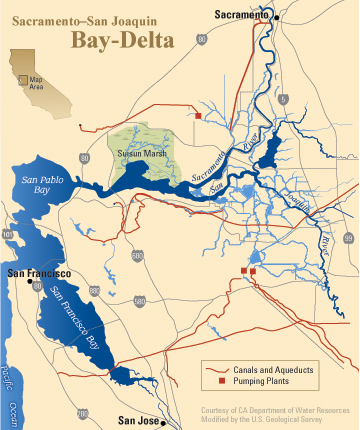 Sacramento–San Joaquin
Bay-Delta
Sacramento
80
Map
Area
5
80
Suisun Marsh
Sacramento
River
San Pablo
Bay
San
Joaquin
River
99
101
680
San Francisco
80
880
580
580
San Francisco Bay
Pacific
Ocean
Canals and Aqueducts
Pumping Plants
Courtesy of CA Department of Water Resources
Modified by the U.S. Geological Survey
San Jose